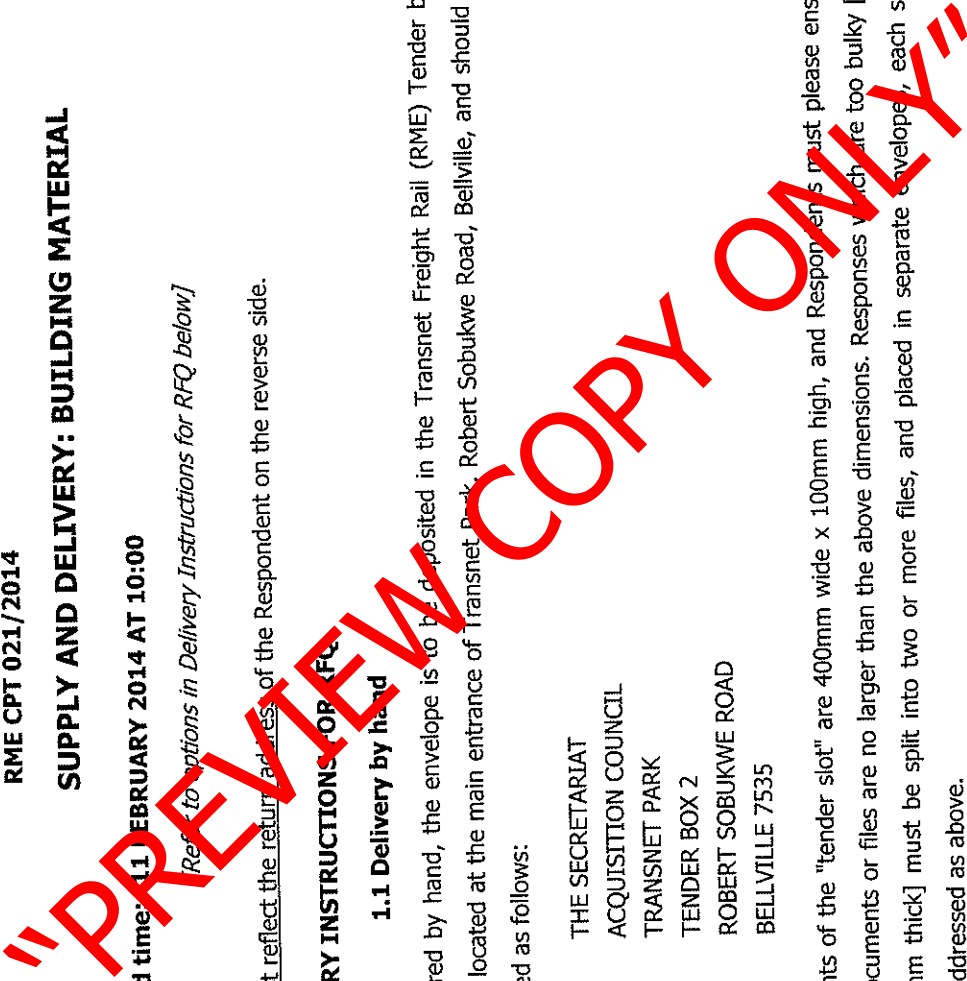 RME CPT 021/2014
SUPPLY AND DELIVERY: BUILDING MATERIAL
d time: 11 FEBRUARY 2014 AT 10:00
[Refer to options in Delivery Instructions for RFQ below]
t reflect the return address of the Respondent on the reverse side.
RY INSTRUCTIONS FOR RFQ
1.1 Delivery by hand
red by hand, the envelope is to be deposited in the Transnet Freight Rail (RME) Tender b
located at the main entrance of Transnet Park, Robert Sobukwe Road, Bellville, and should
ed as follows:
THE SECRETARIAT
ACQUISITION COUNCIL
TRANSNET PARK
TENDER BOX 2
ROBERT SOBUKWE ROAD
BELLVILLE 7535
nts of the "tender slot" are 400mm wide x 100mm high, and Respondents must please ens
ocuments or files are no larger than the above dimensions. Responses which are too bulky [
m thick] must be split into two or more files, and placed in separate envelopes, each s
ddressed as above.
"PREVIEW COPY ONLY"